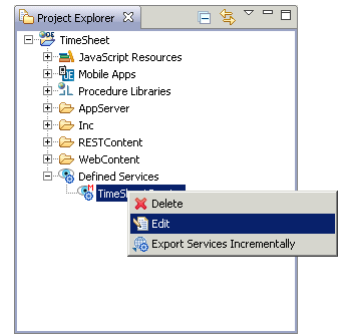 Project Explorer
TimeSheet
JavaScript Resources
Mobile Apps
Procedure Libraries
AppServer
Inc
RESTContent
WebContent
Defined Services
Delete
Edit
Export Services Incrementally